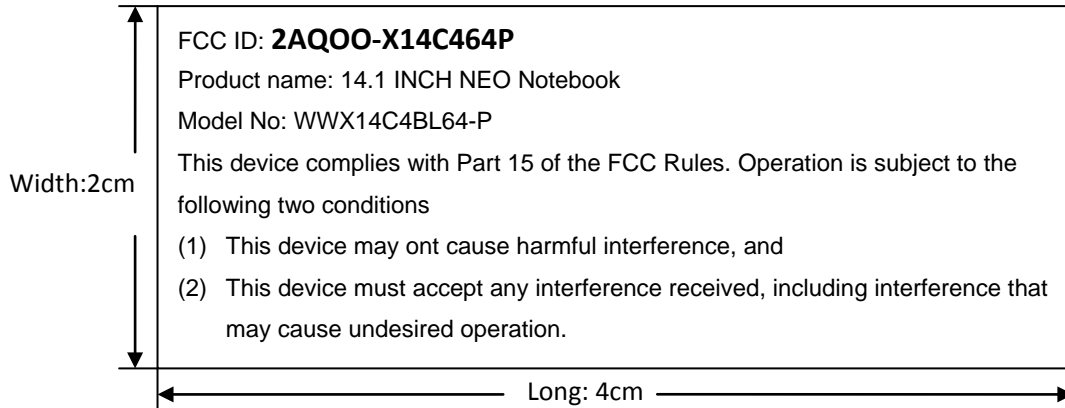 FCC ID: 2AQOO-X14C464P
Product name: 14.1 INCH NEO Notebook
Model No: WWX14C4BL64-P
This device complies with Part 15 of the FCC Rules. Operation is subject to the
Width:2cm
following two conditions
(1) This device may ont cause harmful interference, and
(2) This device must accept any interference received, including interference that
may cause undesired operation.
Long: 4cm